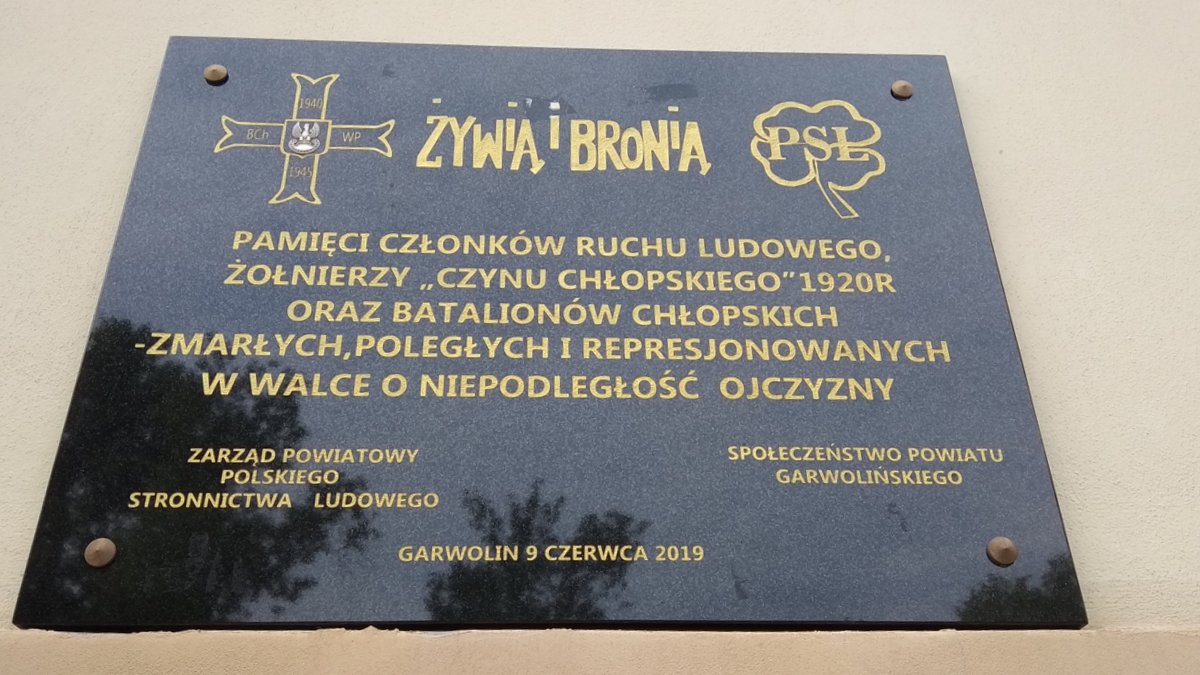 1940
BCh WP
1945
ŻYWIĄ I BRONIĄ
PSL
PAMIĘCI CZŁONKÓW RUCHU LUDOWEGO,
ŻOŁNIERZY „CZYNU CHŁOPSKIEGO” 1920R
ORAZ BATALIONÓW CHŁOPSKICH
-ZMARŁYCH,POLEGŁYCH I REPRESJONOWANYCH
W WALCE O NIEPODLEGŁOŚĆ OJCZYZNY
ZARZĄD POWIATOWY
POLSKIEGO
STRONNICTWA LUDOWEGO
SPOŁECZEŃSTWO POWIATU
GARWOLIŃSKIEGO
GARWOLIN 9 CZERWCA 2019